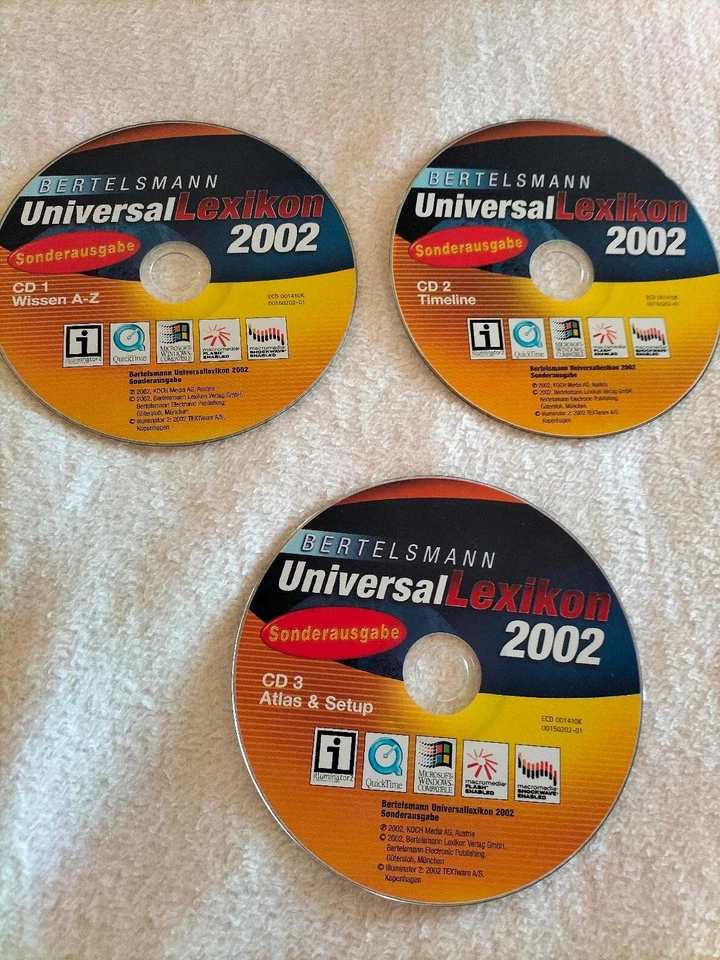 BERTELSMANN
UniversalLexikon
2002
Sonderausgabe
CD 1
Wissen A-Z
ECD 001410K
00150202-01
i
illuminator2
QuickTime
MICROSOFT
WINDOWS
COMPATIBLE
macromedia
FLASH
ENABLED
macromedia
SHOCKWAVE
ENABLED
Bertelsmann Universallexikon 2002
Sonderausgabe
℗ 2002, KOCH Media AG, Austria
© 2002, Bertelsmann Lexikon Verlag GmbH,
Bertelsmann Electronic Publishing,
Gütersloh, München
© illuminator 2: 2002 TEXTware A/S,
Kopenhagen
BERTELSMANN
UniversalLexikon
2002
Sonderausgabe
CD 2
Timeline
ECD 001410K
00150202-01
i
illuminator2
QuickTime
MICROSOFT
WINDOWS
COMPATIBLE
macromedia
FLASH
ENABLED
macromedia
SHOCKWAVE
ENABLED
Bertelsmann Universallexikon 2002
Sonderausgabe
℗ 2002, KOCH Media AG, Austria
© 2002, Bertelsmann Lexikon Verlag GmbH,
Bertelsmann Electronic Publishing,
Gütersloh, München
© illuminator 2: 2002 TEXTware A/S,
Kopenhagen
BERTELSMANN
UniversalLexikon
2002
Sonderausgabe
CD 3
Atlas & Setup
ECD 001410K
00150202-01
i
illuminator2
QuickTime
MICROSOFT
WINDOWS
COMPATIBLE
macromedia
FLASH
ENABLED
macromedia
SHOCKWAVE
ENABLED
Bertelsmann Universallexikon 2002
Sonderausgabe
℗ 2002, KOCH Media AG, Austria
© 2002, Bertelsmann Lexikon Verlag GmbH,
Bertelsmann Electronic Publishing,
Gütersloh, München
© illuminator 2: 2002 TEXTware A/S,
Kopenhagen